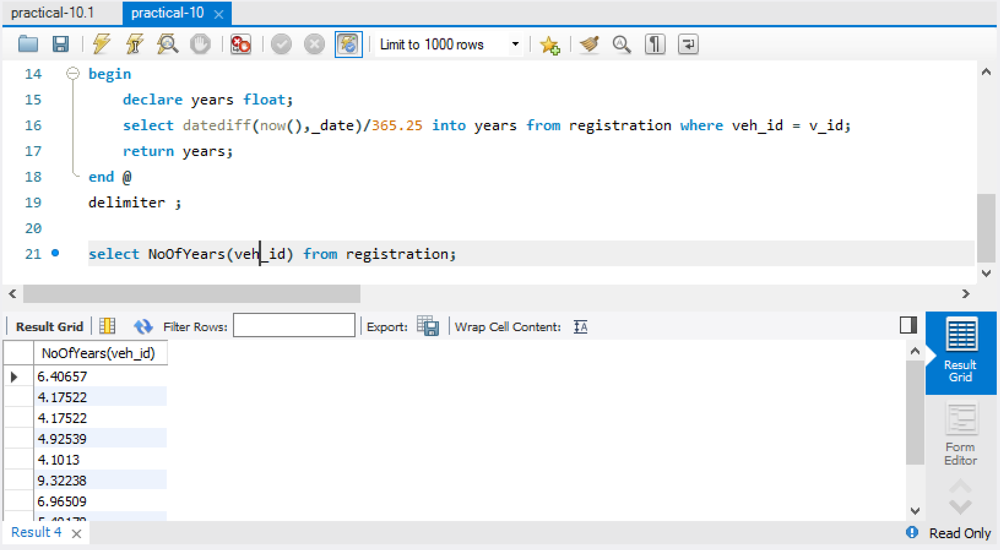 practical-10.1 practical-10
Limit to 1000 rows
14 begin
15 declare years float;
16 select datediff(now(),_date)/365.25 into years from registration where veh_id = v_id;
17 return years;
18 end @
19 delimiter ;
20
21 select NoOfYears(veh_id) from registration;
Result Grid Filter Rows: Export: Wrap Cell Content:
NoOfYears(veh_id)
6.40657
4.17522
4.17522
4.92539
4.1013
9.32238
6.96509
Result
Grid
Form
Editor
Result 4 Read Only